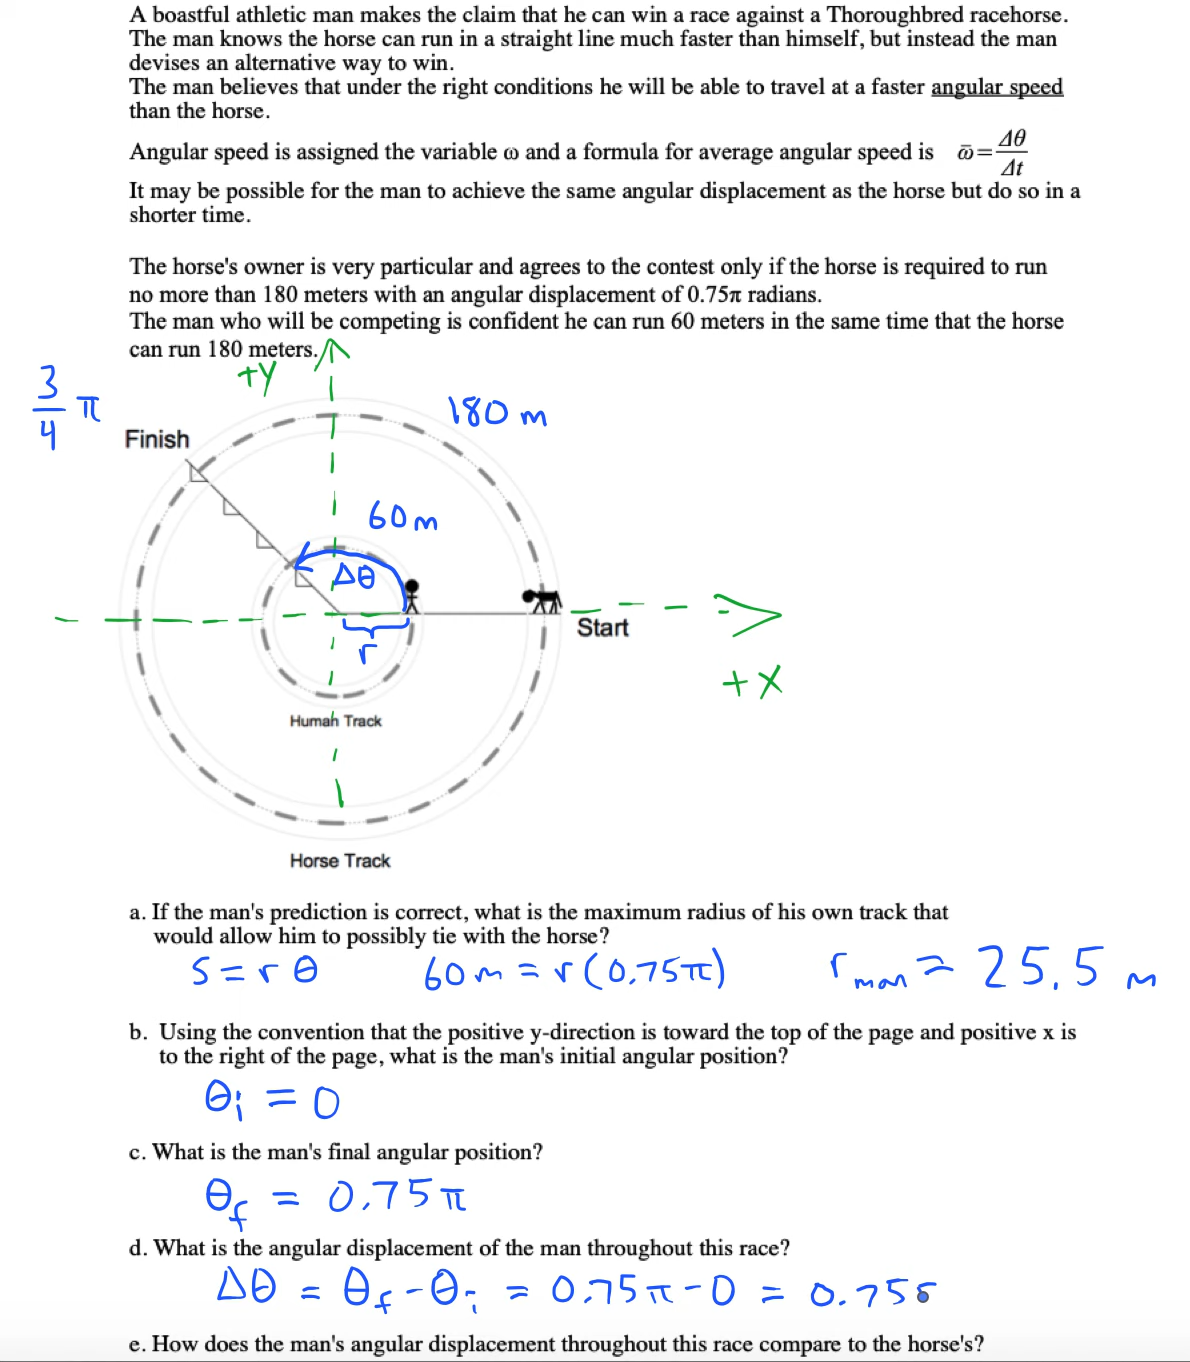 A boastful athletic man makes the claim that he can win a race against a Thoroughbred racehorse.
The man knows the horse can run in a straight line much faster than himself, but instead the man
devises an alternative way to win.
The man believes that under the right conditions he will be able to travel at a faster angular speed
than the horse.
Angular speed is assigned the variable ω and a formula for average angular speed is ω̄=Δθ/Δt
It may be possible for the man to achieve the same angular displacement as the horse but do so in a
shorter time.
The horse's owner is very particular and agrees to the contest only if the horse is required to run
no more than 180 meters with an angular displacement of 0.75π radians.
The man who will be competing is confident he can run 60 meters in the same time that the horse
can run 180 meters.
+y
3/4 π
180 m
Finish
60 m
Δθ
Start
r
+x
Human Track
Horse Track
a. If the man's prediction is correct, what is the maximum radius of his own track that
would allow him to possibly tie with the horse?
s = r θ 60 m = r (0.75π) r man = 25.5 m
b. Using the convention that the positive y-direction is toward the top of the page and positive x is
to the right of the page, what is the man's initial angular position?
θi = 0
c. What is the man's final angular position?
θf = 0.75 π
d. What is the angular displacement of the man throughout this race?
Δθ = θf - θi = 0.75π - 0 = 0.75
e. How does the man's angular displacement throughout this race compare to the horse's?